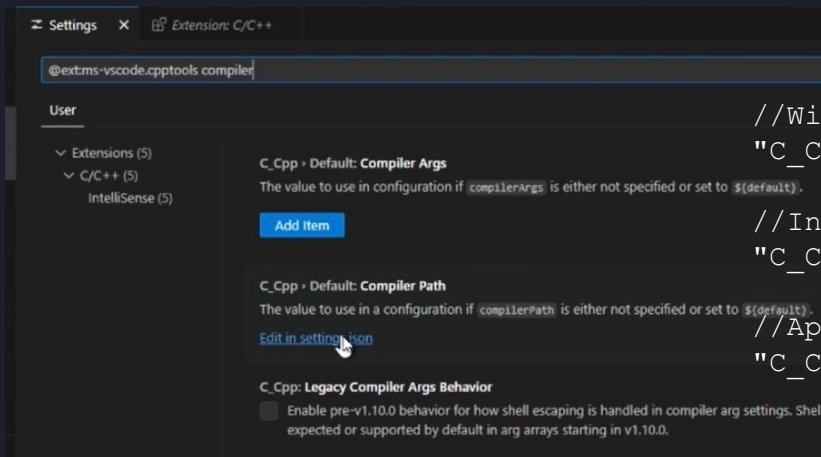 Settings
Extension: C/C++
@ext:ms-vscode.cpptools compiler
User
Extensions (5)
C/C++ (5)
IntelliSense (5)
C_Cpp › Default: Compiler Args
The value to use in configuration if compilerArgs is either not specified or set to ${default}.
Add Item
C_Cpp › Default: Compiler Path
The value to use in a configuration if compilerPath is either not specified or set to ${default}.
Edit in settings.json
C_Cpp: Legacy Compiler Args Behavior
Enable pre-v1.10.0 behavior for how shell escaping is handled in compiler arg settings. Shel
expected or supported by default in arg arrays starting in v1.10.0.
//Wi
"C_C
//In
"C_C
//Ap
"C_C